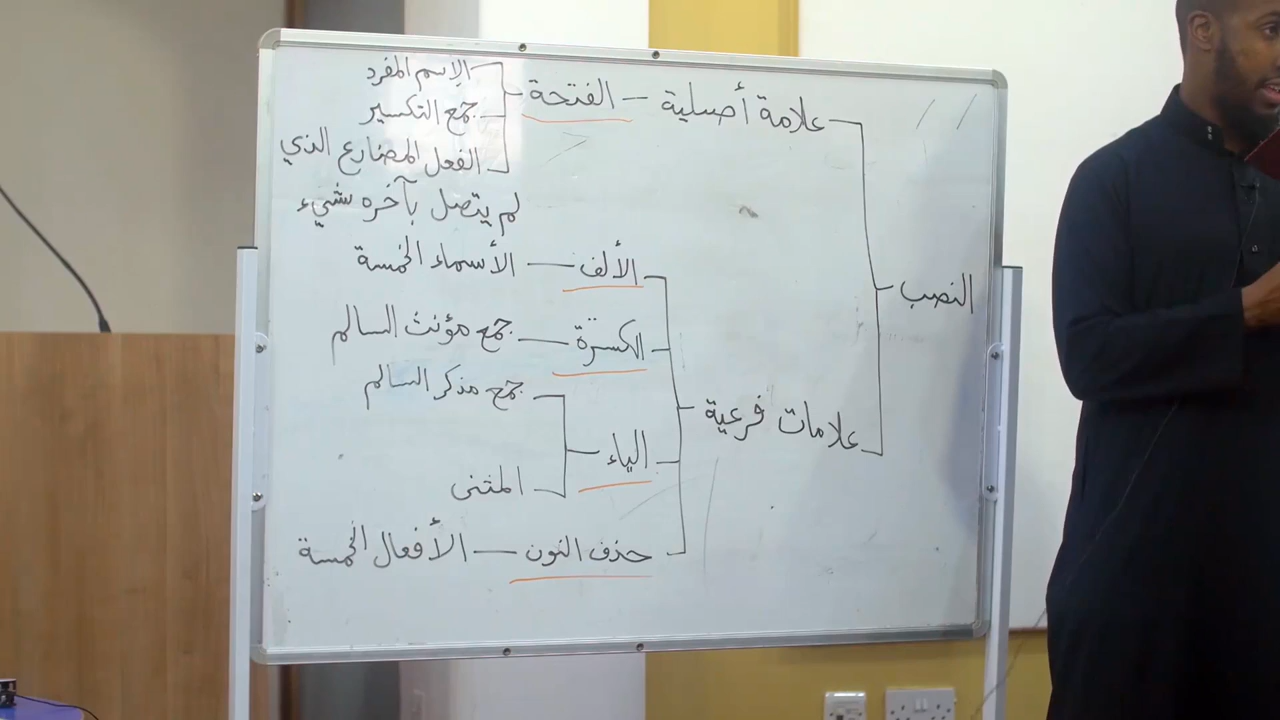 النصب
علامة أصلية – الفتحة
الإسم المفرد
جمع التكسير
الفعل المضارع الذي
لم يتصل بآخره شيء
علامات فرعية
الألف – الأسماء الخمسة
الكسرة – جمع مؤنث السالم
الياء
جمع مذكر السالم
المثنى
حذف النون – الأفعال الخمسة